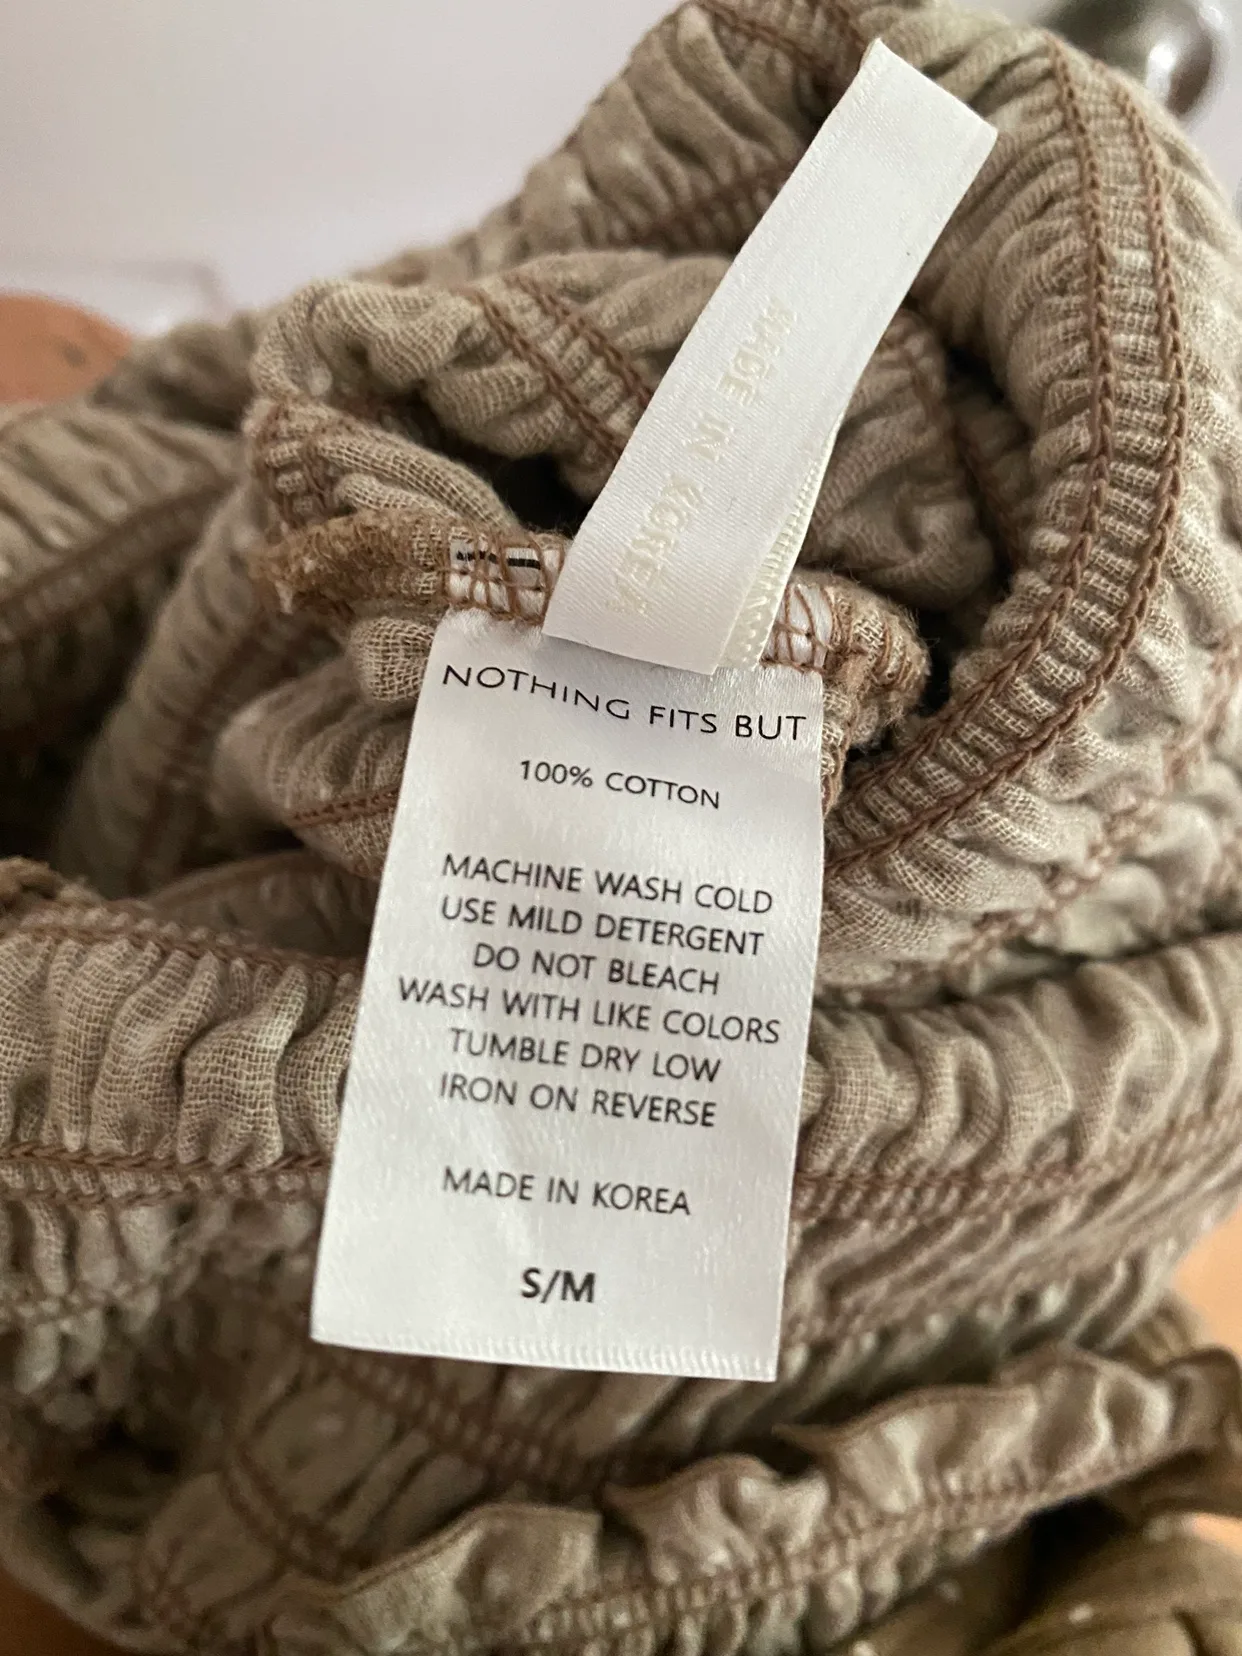 MADE IN KOREA
NOTHING FITS BUT
100% COTTON
MACHINE WASH COLD
USE MILD DETERGENT
DO NOT BLEACH
WASH WITH LIKE COLORS
TUMBLE DRY LOW
IRON ON REVERSE
MADE IN KOREA
S/M